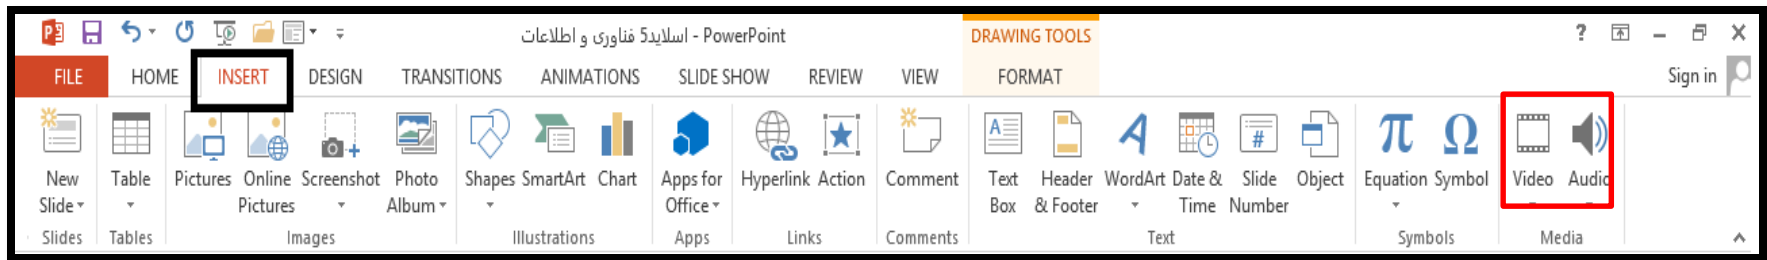 اسلاید5 فناوری و اطلاعات - PowerPoint
DRAWING TOOLS
?
FILE HOME INSERT DESIGN TRANSITIONS ANIMATIONS SLIDE SHOW REVIEW VIEW FORMAT Sign in
New Slide
Table
Pictures
Online Pictures
Screenshot
Photo Album
Shapes
SmartArt
Chart
Apps for Office
Hyperlink
Action
Comment
Text Box
Header & Footer
WordArt
Date & Time
Slide Number
Object
Equation
Symbol
Video
Audio
Slides Tables Images Illustrations Apps Links Comments Text Symbols Media